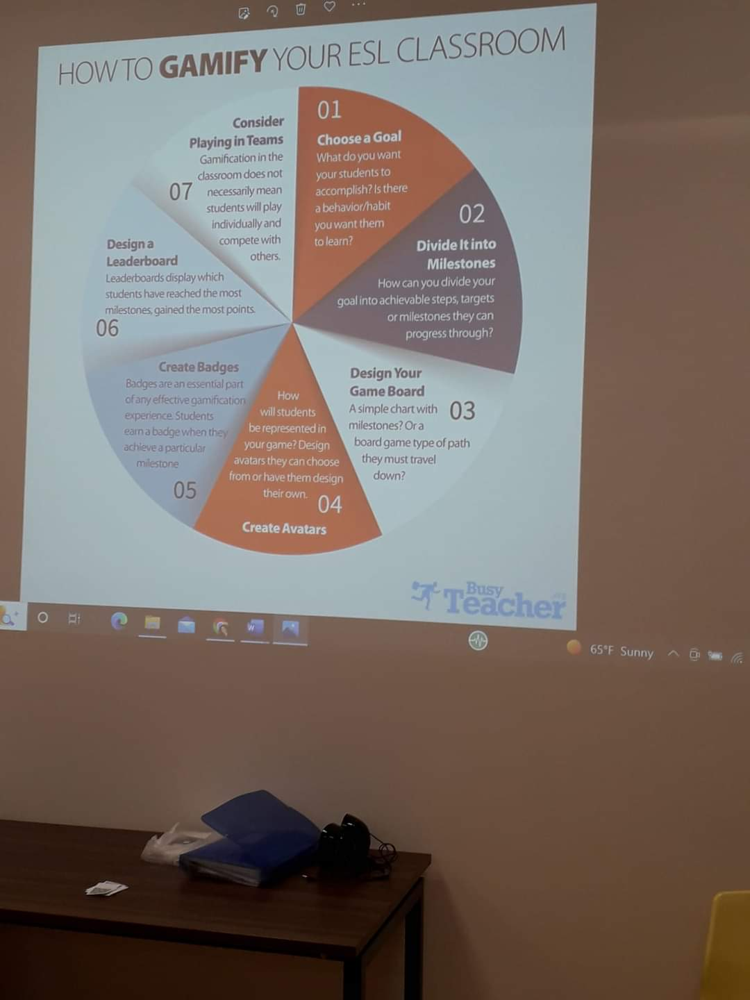 HOW TO GAMIFY YOUR ESL CLASSROOM
01
Choose a Goal
What do you want
your students to
accomplish? Is there
a behavior/habit
you want them
to learn?
02
Divide It into
Milestones
How can you divide your
goal into achievable steps, targets
or milestones they can
progress through?
Design Your
Game Board
03
A simple chart with
milestones? Or a
board game type of path
they must travel
down?
How
will students
be represented in
your game? Design
avatars they can choose
from or have them design
their own.
04
Create Avatars
Create Badges
Badges are an essential part
of any effective gamification
experience. Students
earn a badge when they
achieve a particular
milestone
05
Design a
Leaderboard
Leaderboards display which
students have reached the most
milestones, gained the most points.
06
Consider
Playing in Teams
Gamification in the
classroom does not
necessarily mean
students will play
individually and
compete with
others.
07
Busy
Teacher
W
65°F Sunny